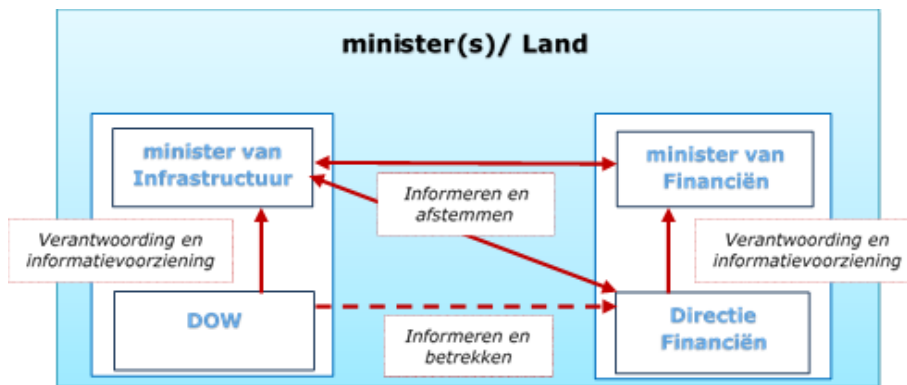 minister(s)/ Land
minister van
Infrastructuur
minister van
Financiën
Informeren en
afstemmen
Verantwoording en
informatievoorziening
Verantwoording en
informatievoorziening
DOW
Informeren en
betrekken
Directie
Financiën